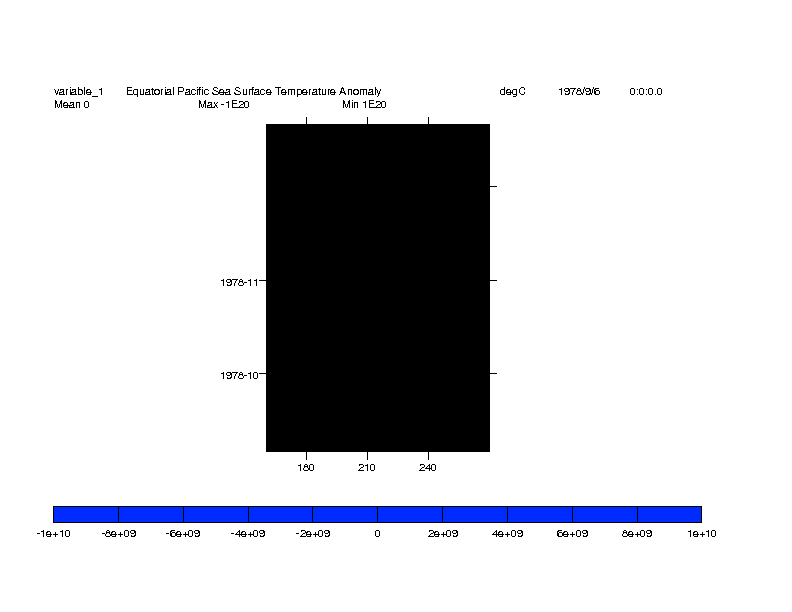 variable_1 Equatorial Pacific Sea Surface Temperature Anomaly degC 1978/9/6 0:0:0.0
Mean 0 Max -1E20 Min 1E20
1978-11
1978-10
180 210 240
-1e+10 -8e+09 -6e+09 -4e+09 -2e+09 0 2e+09 4e+09 6e+09 8e+09 1e+10